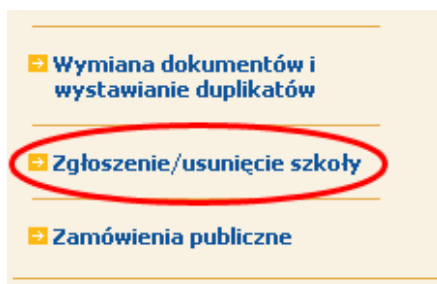 Wymiana dokumentów i
wystawianie duplikatów
Zgłoszenie/usunięcie szkoły
Zamówienia publiczne